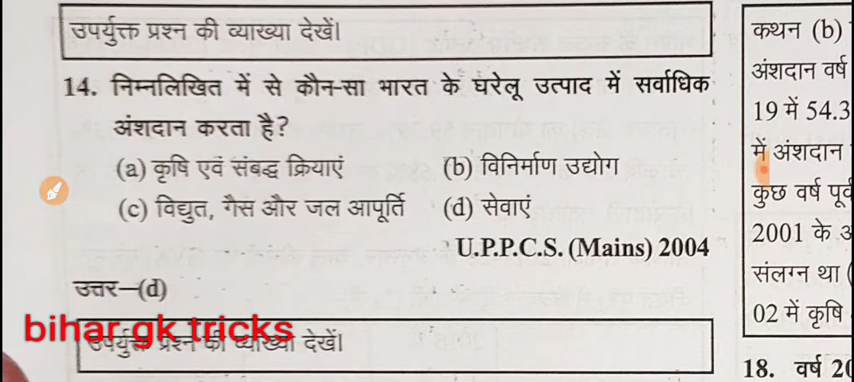 उपर्युक्त प्रश्न की व्याख्या देखें।
14. निम्नलिखित में से कौन-सा भारत के घरेलू उत्पाद में सर्वाधिक
अंशदान करता है?
(a) कृषि एवं संबद्ध क्रियाएं (b) विनिर्माण उद्योग
(c) विद्युत, गैस और जल आपूर्ति (d) सेवाएं
U.P.P.C.S. (Mains) 2004
उत्तर—(d)
उपर्युक्त प्रश्न की व्याख्या देखें।
bihar gk tricks
कथन (b)
अंशदान वर्ष
19 में 54.3
में अंशदान
कुछ वर्ष पूर्व
2001 के
संलग्न था
02 में कृषि
18. वर्ष 20